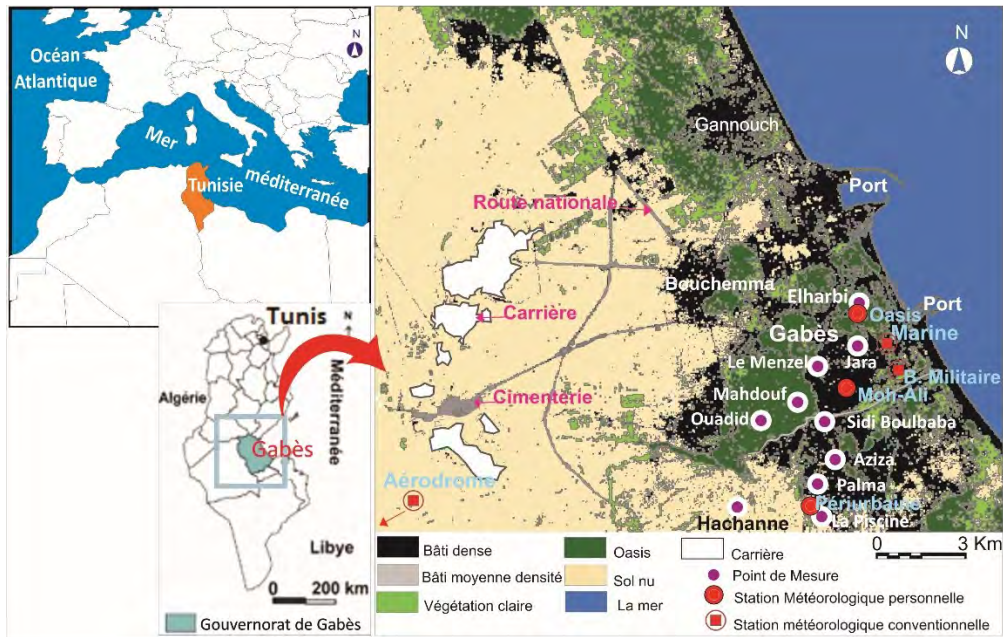 Océan
Atlantique
N
Mer
méditerranée
Tunisie
Tunis
N
Méditerranée
Algérie
Gabès
Libye
0 200 km
Gouvernorat de Gabès
N
Gannouch
Port
Route nationale
Bouchemma
Elharbi
Port
Oasis
Carrière
Marine
Gabès
Le Menzel
Jara
B. Militaire
Moh-Ali
Cimenterie
Mahdouf
Ouadid
Sidi Boulbaba
Aziza
Aérodrome
Palma
Périurbaine
Hachanne
La Piscine
0 3 Km
Bâti dense
Oasis
Carrière
Bâti moyenne densité
Sol nu
Point de Mesure
Végétation claire
La mer
Station Météorologique personnelle
Station météorologique conventionnelle